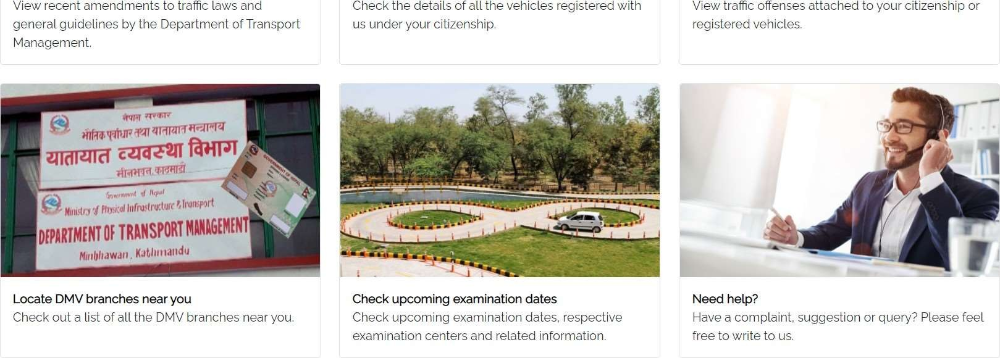 View recent amendments to traffic laws and
general guidelines by the Department of Transport
Management.
Check the details of all the vehicles registered with
us under your citizenship.
View traffic offenses attached to your citizenship or
registered vehicles.
नेपाल सरकार
भौतिक पूर्वाधार तथा यातायात मन्त्रालय
यातायात व्यवस्था विभाग
मीनभवन, काठमाडौं
Government of Nepal
Ministry of Physical Infrastructure & Transport
DEPARTMENT OF TRANSPORT MANAGEMENT
Minbhawan, Kathmandu
GOVERNMENT OF NEPAL
Locate DMV branches near you
Check out a list of all the DMV branches near you.
Check upcoming examination dates
Check upcoming examination dates, respective
examination centers and related information.
Need help?
Have a complaint, suggestion or query? Please feel
free to write to us.